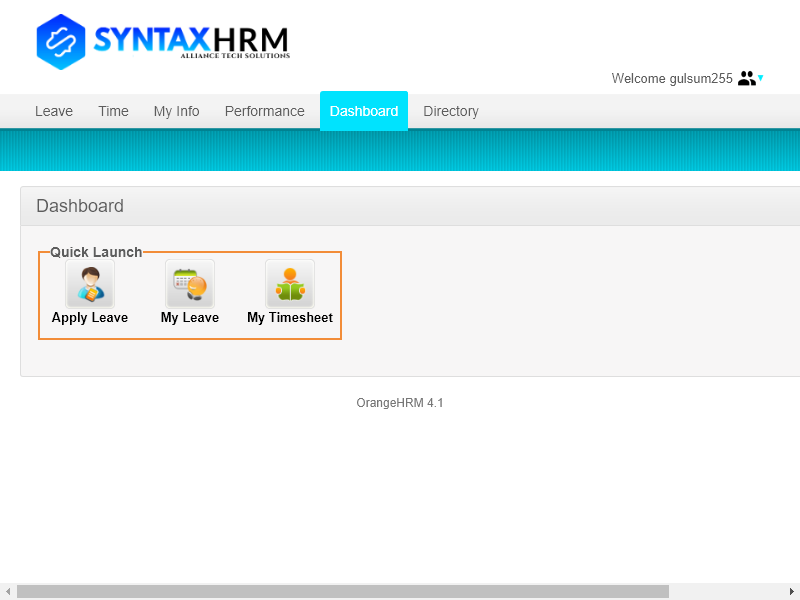 SYNTAXHRM
ALLIANCE TECH SOLUTIONS
Welcome gulsum255
Leave Time My Info Performance Dashboard Directory
Dashboard
Quick Launch
Apply Leave My Leave My Timesheet
OrangeHRM 4.1